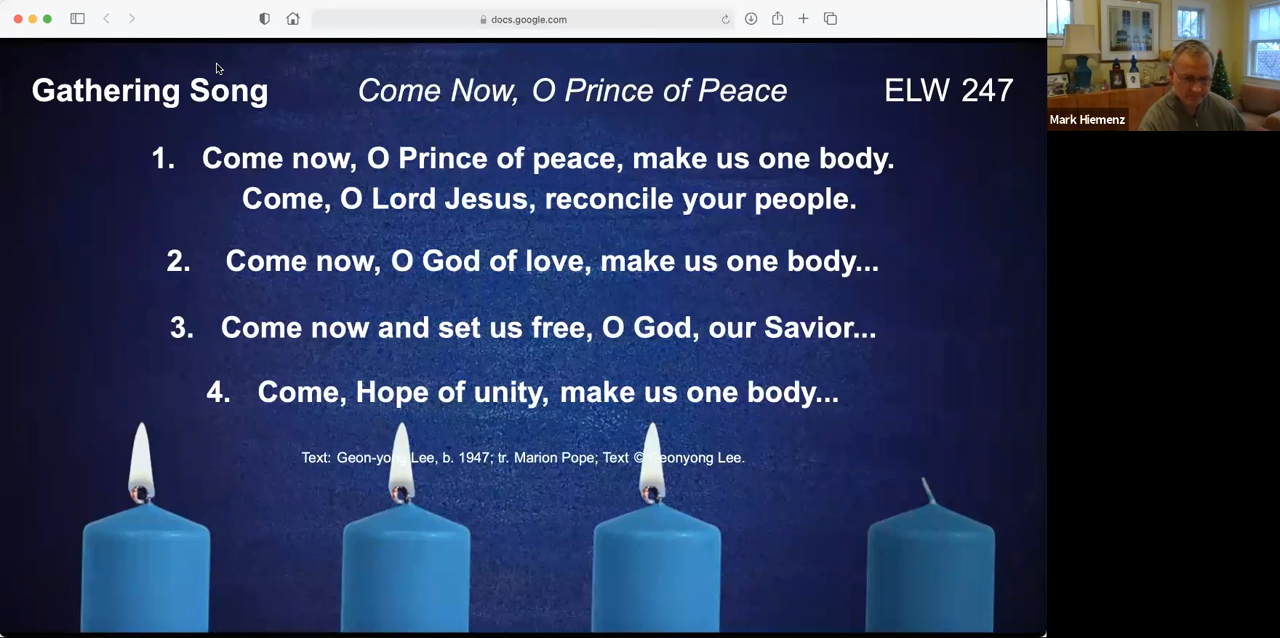 docs.google.com
Gathering Song Come Now, O Prince of Peace ELW 247
1. Come now, O Prince of peace, make us one body.
Come, O Lord Jesus, reconcile your people.
2. Come now, O God of love, make us one body...
3. Come now and set us free, O God, our Savior...
4. Come, Hope of unity, make us one body...
Text: Geon-yong Lee, b. 1947; tr. Marion Pope; Text © Geonyong Lee.
Mark Hiemenz